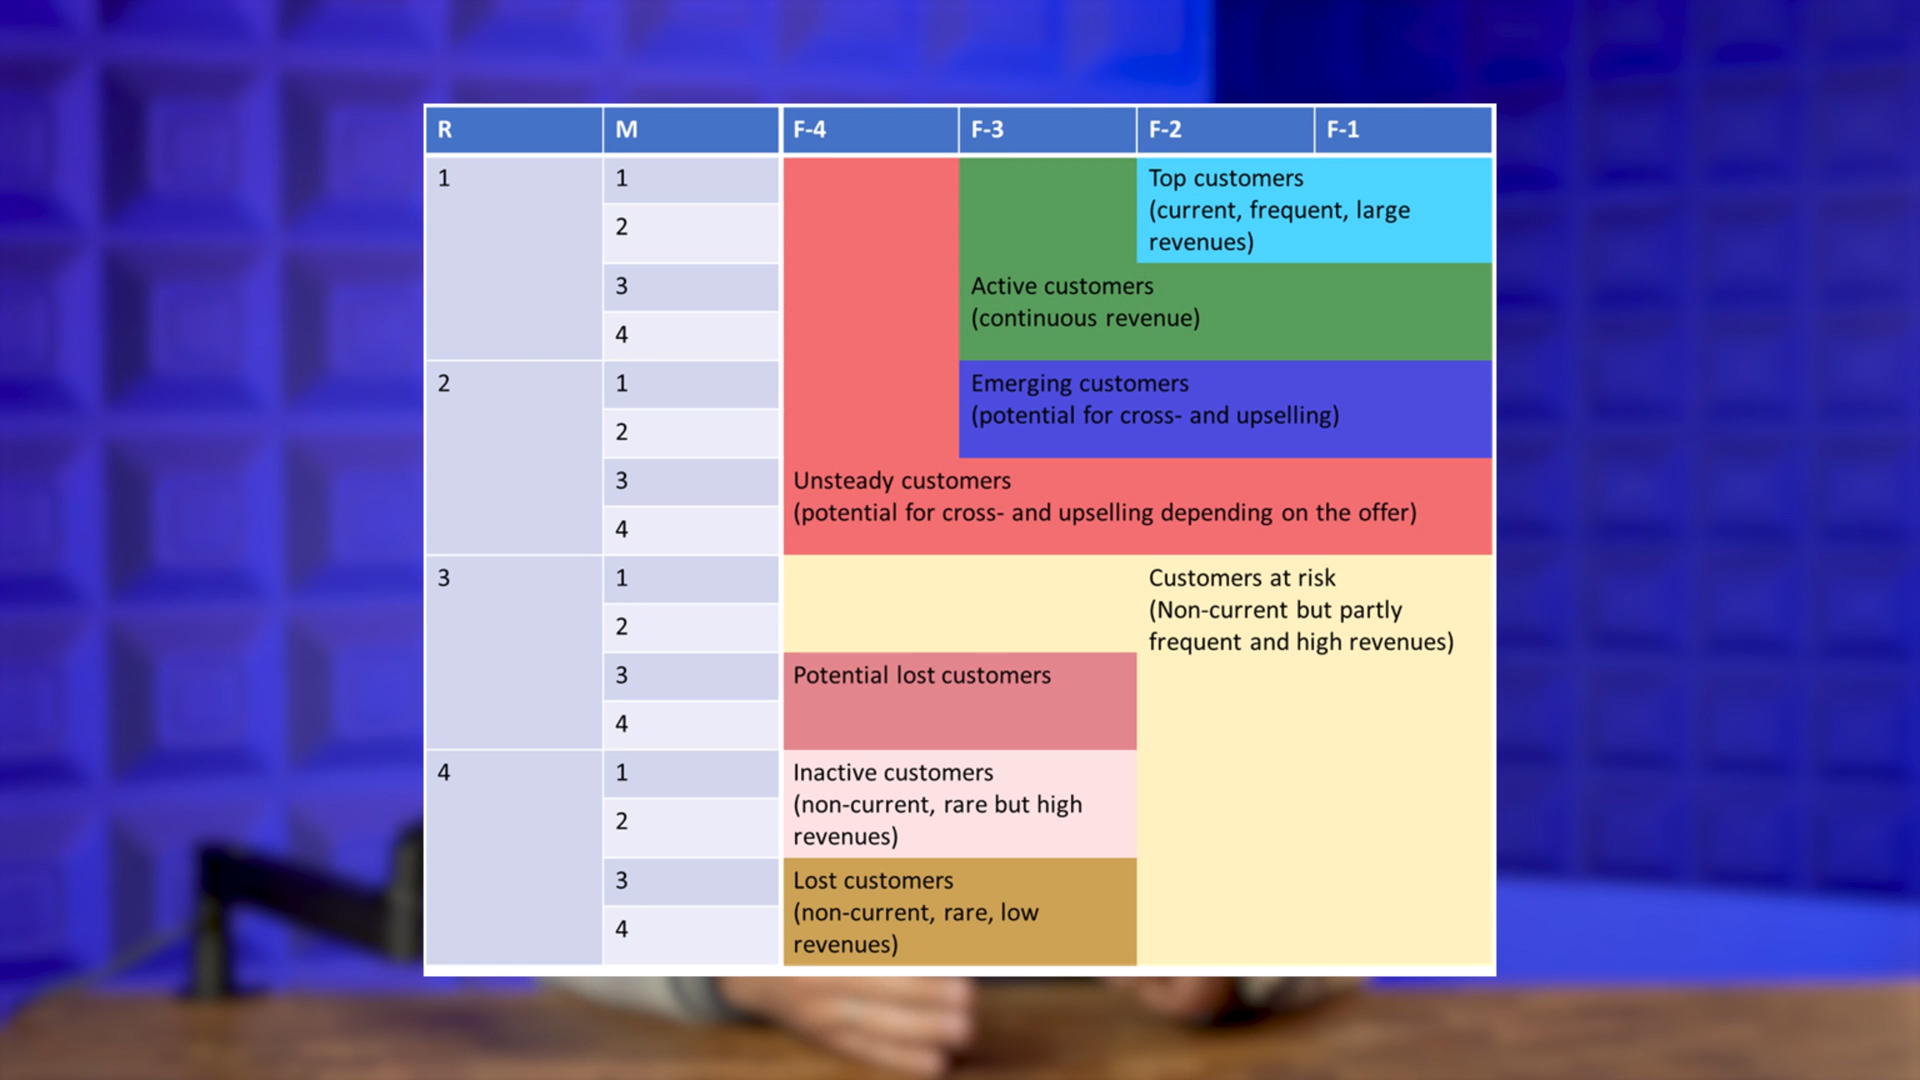 R M F-4 F-3 F-2 F-1
1 1 Top customers
(current, frequent, large
2
revenues)
3 Active customers
(continuous revenue)
4
2 1 Emerging customers
(potential for cross- and upselling)
2
3 Unsteady customers
(potential for cross- and upselling depending on the offer)
4
3 1 Customers at risk
(Non-current but partly
2
frequent and high revenues)
3 Potential lost customers
4
4 1 Inactive customers
(non-current, rare but high
2
revenues)
3 Lost customers
(non-current, rare, low
4
revenues)